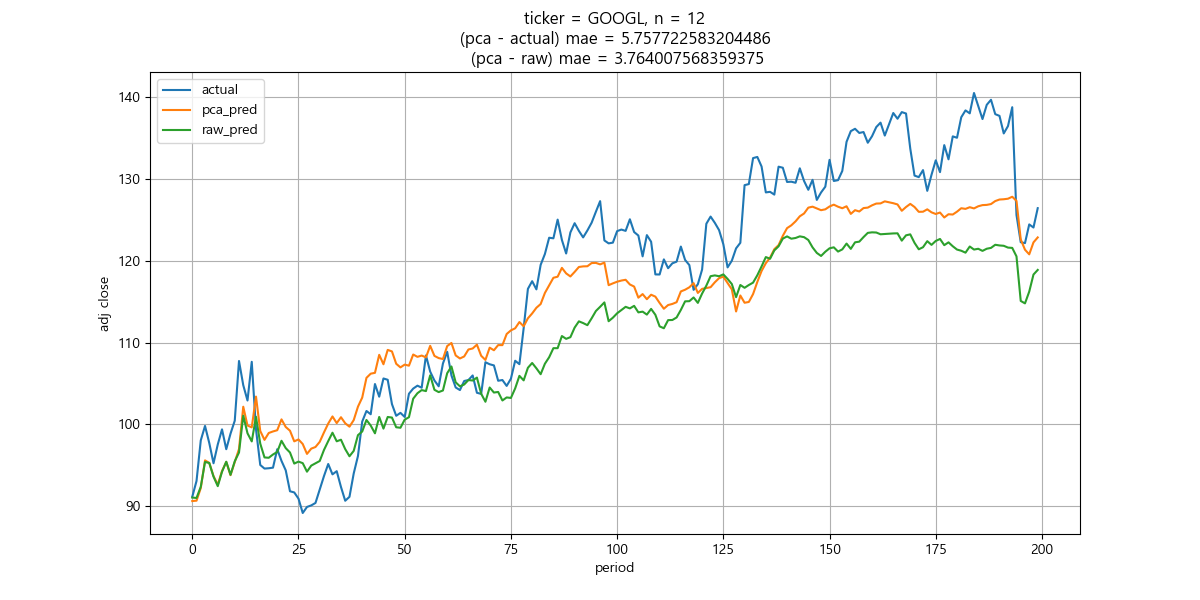 ticker = GOOGL, n = 12
(pca - actual) mae = 5.757722583204486
(pca - raw) mae = 3.764007568359375
actual
pca_pred
raw_pred
140
130
120
110
100
90
adj close
0 25 50 75 100 125 150 175 200
period